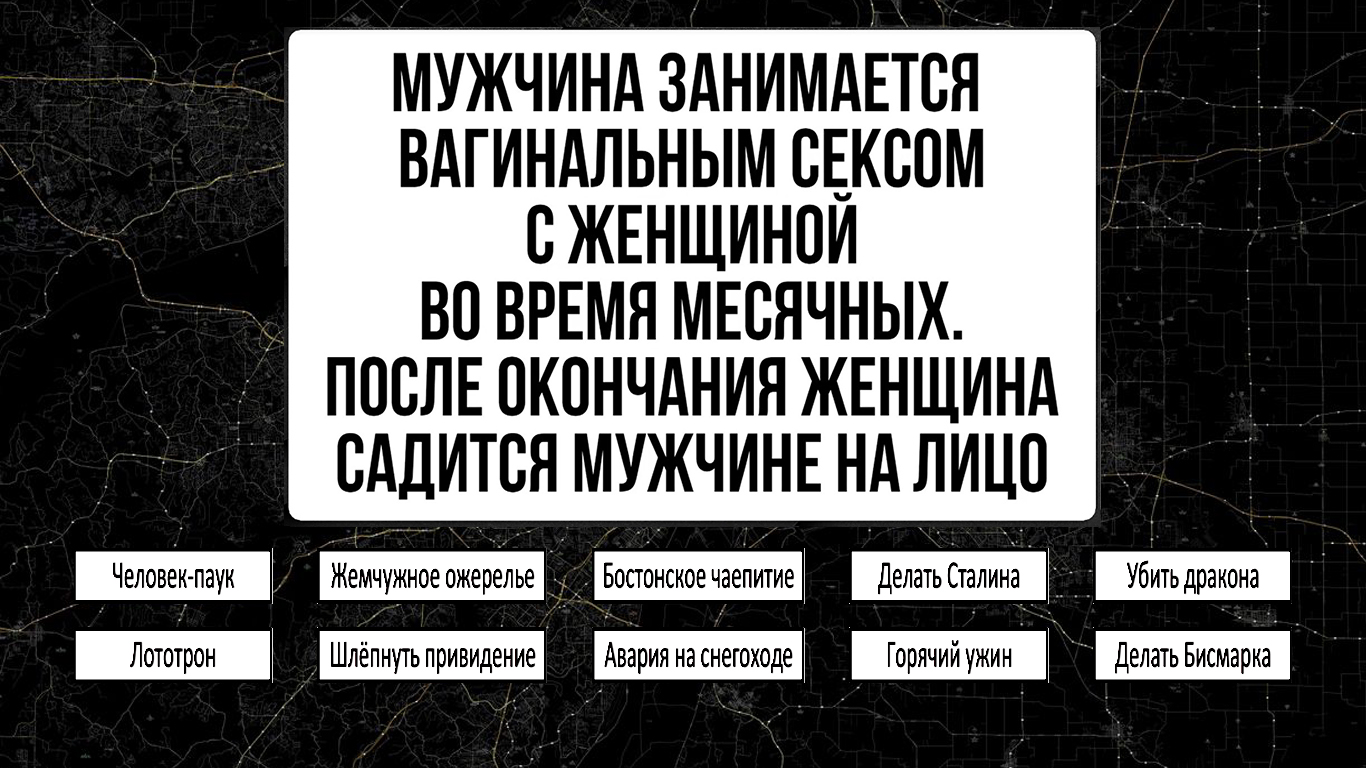 МУЖЧИНА ЗАНИМАЕТСЯ
ВАГИНАЛЬНЫМ СЕКСОМ
С ЖЕНЩИНОЙ
ВО ВРЕМЯ МЕСЯЧНЫХ.
ПОСЛЕ ОКОНЧАНИЯ ЖЕНЩИНА
САДИТСЯ МУЖЧИНЕ НА ЛИЦО
Человек-паук
Жемчужное ожерелье
Бостонское чаепитие
Делать Сталина
Убить дракона
Лототрон
Шлёпнуть привидение
Авария на снегоходе
Горячий ужин
Делать Бисмарка